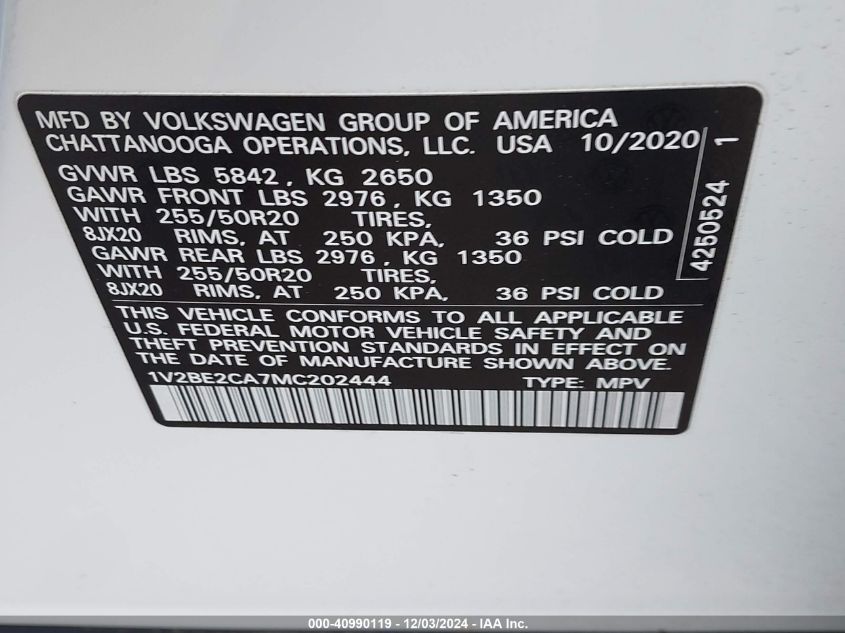 MFD BY VOLKSWAGEN GROUP OF AMERICA
CHATTANOOGA OPERATIONS, LLC. USA 10/2020
GVWR LBS 5842, KG 2650
GAWR FRONT LBS 2976, KG 1350
WITH 255/50R20 TIRES,
8JX20 RIMS, AT 250 KPA, 36 PSI COLD
GAWR REAR LBS 2976, KG 1350
WITH 255/50R20 TIRES,
8JX20 RIMS, AT 250 KPA, 36 PSI COLD
4250524 1
THIS VEHICLE CONFORMS TO ALL APPLICABLE
U.S. FEDERAL MOTOR VEHICLE SAFETY AND
THEFT PREVENTION STANDARDS IN EFFECT ON
THE DATE OF MANUFACTURE SHOWN ABOVE.
1V2BE2CA7MC202444 TYPE: MPV
000-40990119 - 12/03/2024 - IAA Inc.